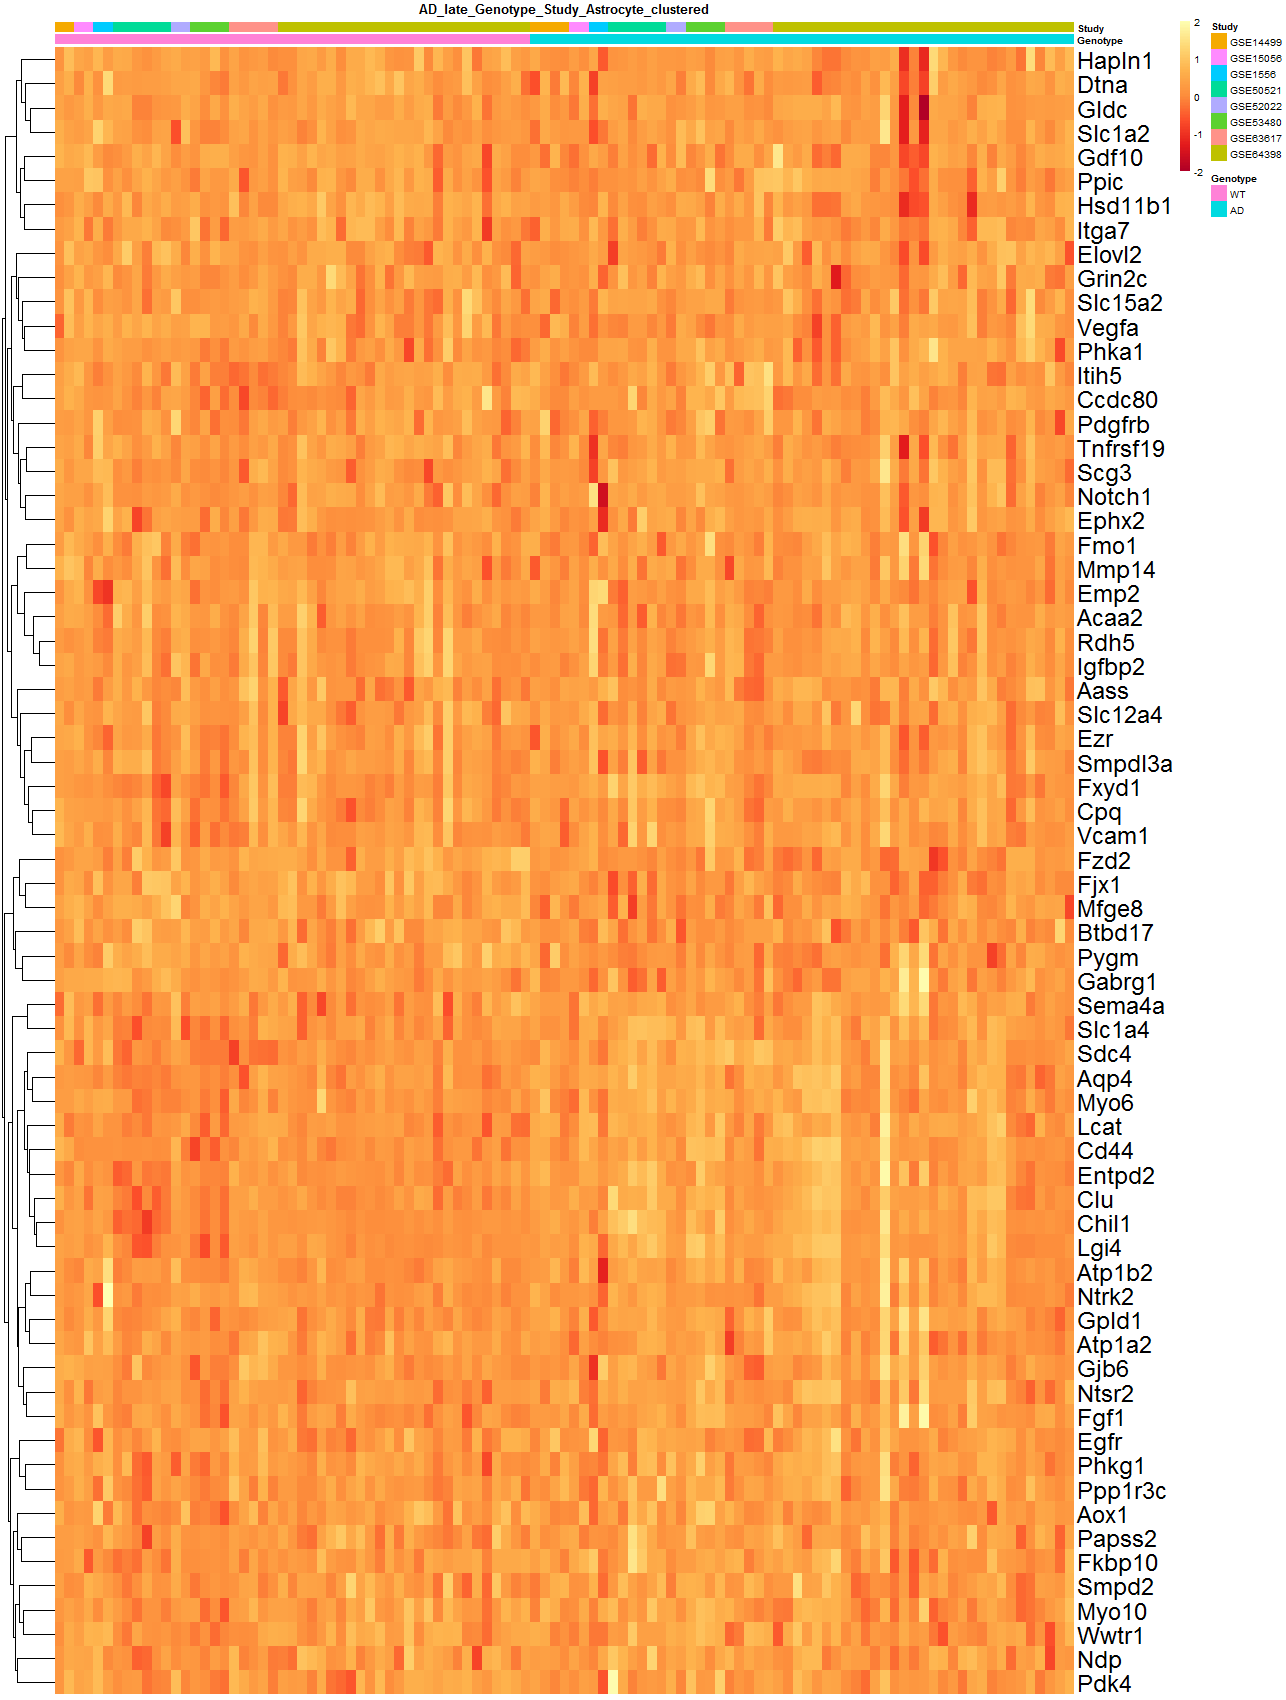 AD_late_Genotype_Study_Astrocyte_clustered
Study
Genotype
2
1
0
-1
-2
Study
GSE14499
GSE15056
GSE1556
GSE50521
GSE52022
GSE53480
GSE63617
GSE64398
Genotype
WT
AD
Hapln1
Dtna
Gldc
Slc1a2
Gdf10
Ppic
Hsd11b1
Itga7
Elovl2
Grin2c
Slc15a2
Vegfa
Phka1
Itih5
Ccdc80
Pdgfrb
Tnfrsf19
Scg3
Notch1
Ephx2
Fmo1
Mmp14
Emp2
Acaa2
Rdh5
Igfbp2
Aass
Slc12a4
Ezr
Smpdl3a
Fxyd1
Cpq
Vcam1
Fzd2
Fjx1
Mfge8
Btbd17
Pygm
Gabrg1
Sema4a
Slc1a4
Sdc4
Aqp4
Myo6
Lcat
Cd44
Entpd2
Clu
Chil1
Lgi4
Atp1b2
Ntrk2
Gpld1
Atp1a2
Gjb6
Ntsr2
Fgf1
Egfr
Phkg1
Ppp1r3c
Aox1
Papss2
Fkbp10
Smpd2
Myo10
Wwtr1
Ndp
Pdk4